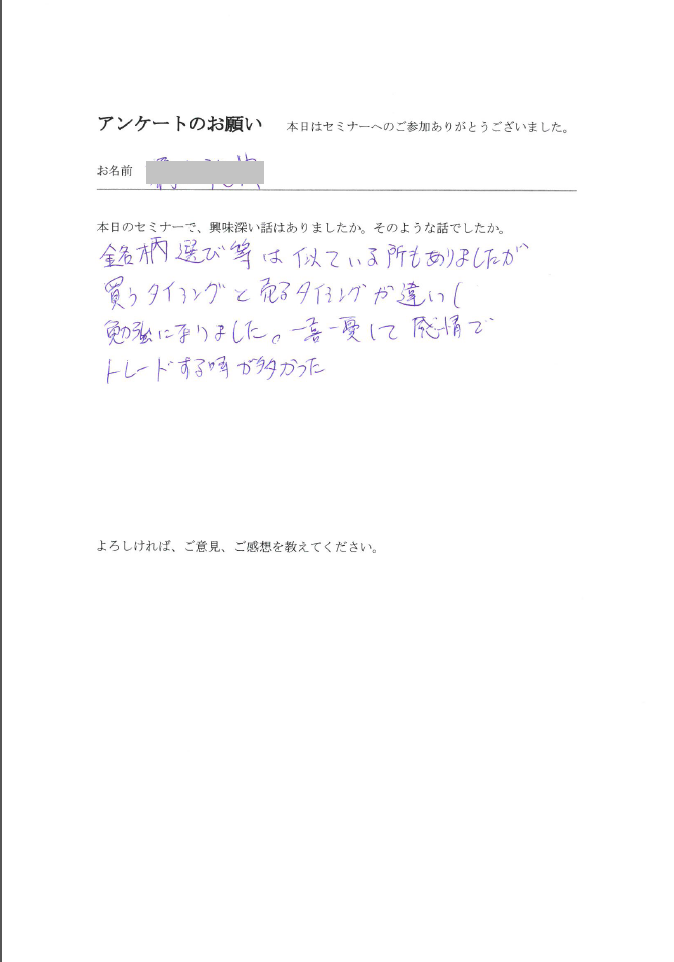 アンケートのお願い 本日はセミナーへのご参加ありがとうございました。
お名前
本日のセミナーで、興味深い話はありましたか。そのような話でしたか。
銘柄選び等は似ている所もありましたが
買うタイミングと売るタイミングが違いし
勉強になりました。一喜一憂して感情で
トレードする時が多かった
よろしければ、ご意見、ご感想を教えてください。